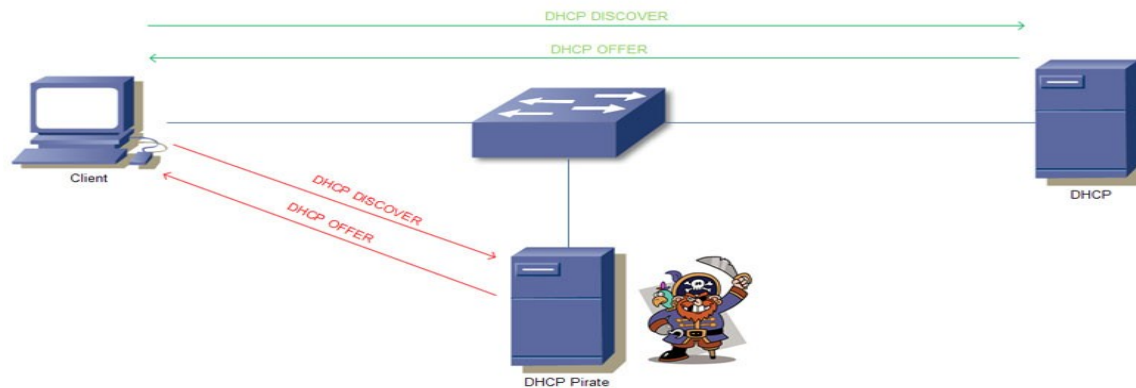 DHCP DISCOVER
DHCP OFFER
Client
DHCP
DHCP DISCOVER
DHCP OFFER
DHCP Pirate